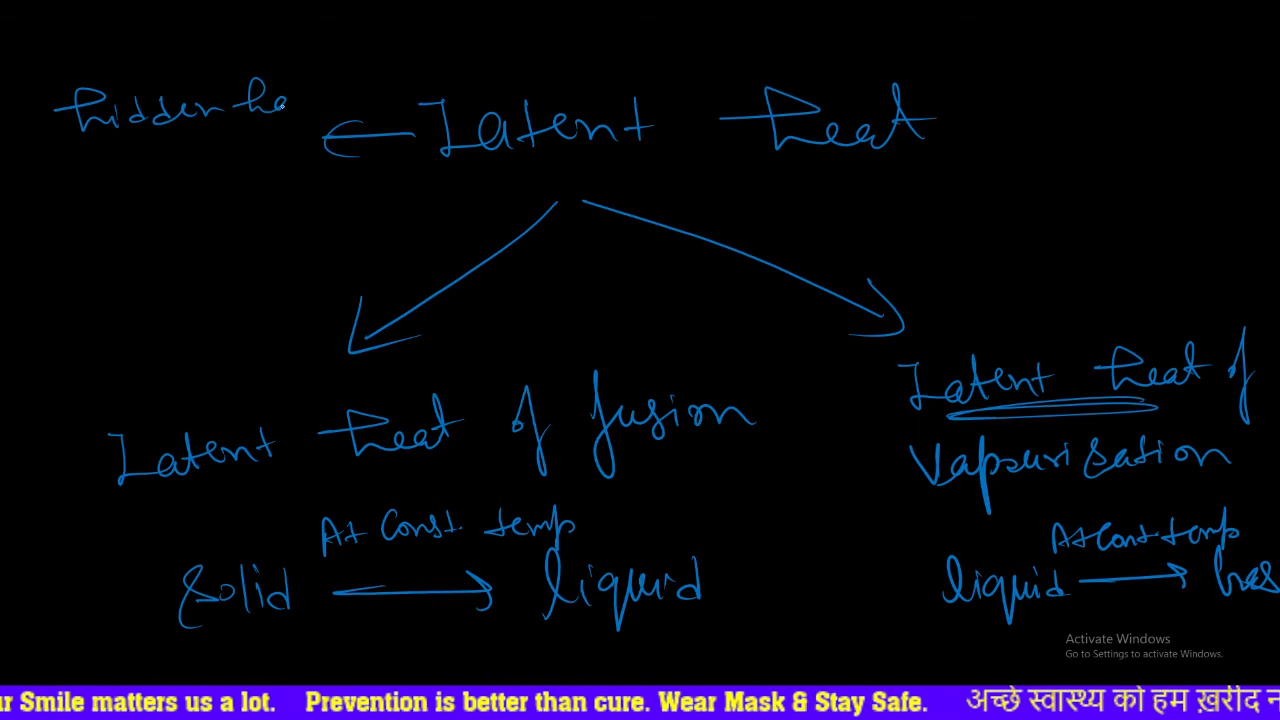 hidden he ← Latent heat
Latent heat of fusion
At Const. temp
Solid → liquid
Latent heat of
Vapourisation
At Const. temp
liquid → Gas
Activate Windows
Go to Settings to activate Windows.
ur Smile matters us a lot. Prevention is better than cure. Wear Mask & Stay Safe. अच्छे स्वास्थ्य को हम ख़रीद न